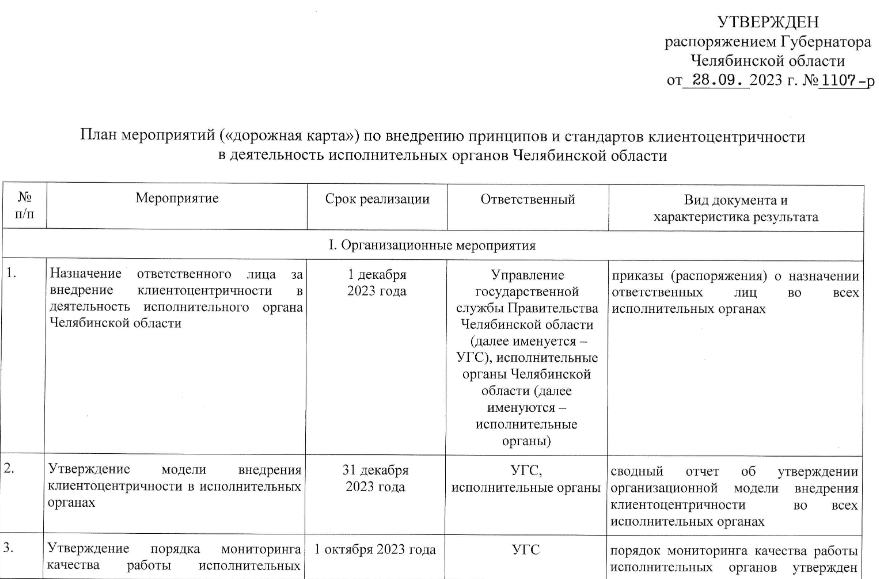 УТВЕРЖДЕН
распоряжением Губернатора
Челябинской области
от 28.09. 2023 г. № 1107-р
План мероприятий («дорожная карта») по внедрению принципов и стандартов клиентоцентричности
в деятельность исполнительных органов Челябинской области
№
п/п
Мероприятие
Срок реализации
Ответственный
Вид документа и
характеристика результата
I. Организационные мероприятия
1.
Назначение ответственного лица за
внедрение клиентоцентричности в
деятельность исполнительного органа
Челябинской области
1 декабря
2023 года
Управление
государственной
службы Правительства
Челябинской области
(далее именуется –
УГС), исполнительные
органы Челябинской
области (далее
именуются –
исполнительные
органы)
приказы (распоряжения) о назначении
ответственных лиц во всех
исполнительных органах
2.
Утверждение модели внедрения
клиентоцентричности в исполнительных
органах
31 декабря
2023 года
УГС,
исполнительные органы
сводный отчет об утверждении
организационной модели внедрения
клиентоцентричности во всех
исполнительных органах
3.
Утверждение порядка мониторинга
качества работы исполнительных
1 октября 2023 года
УГС
порядок мониторинга качества работы
исполнительных органов утвержден